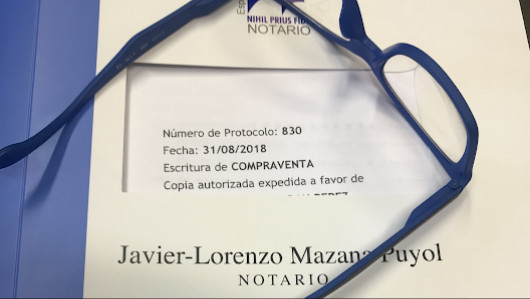 NIHIL PRIUS
NOTARIO
Número de Protocolo: 830
Fecha: 31/08/2018
Escritura de COMPRAVENTA
Copia autorizada expedida a favor de
Javier-Lorenzo Mazana Puyol
NOTARIO